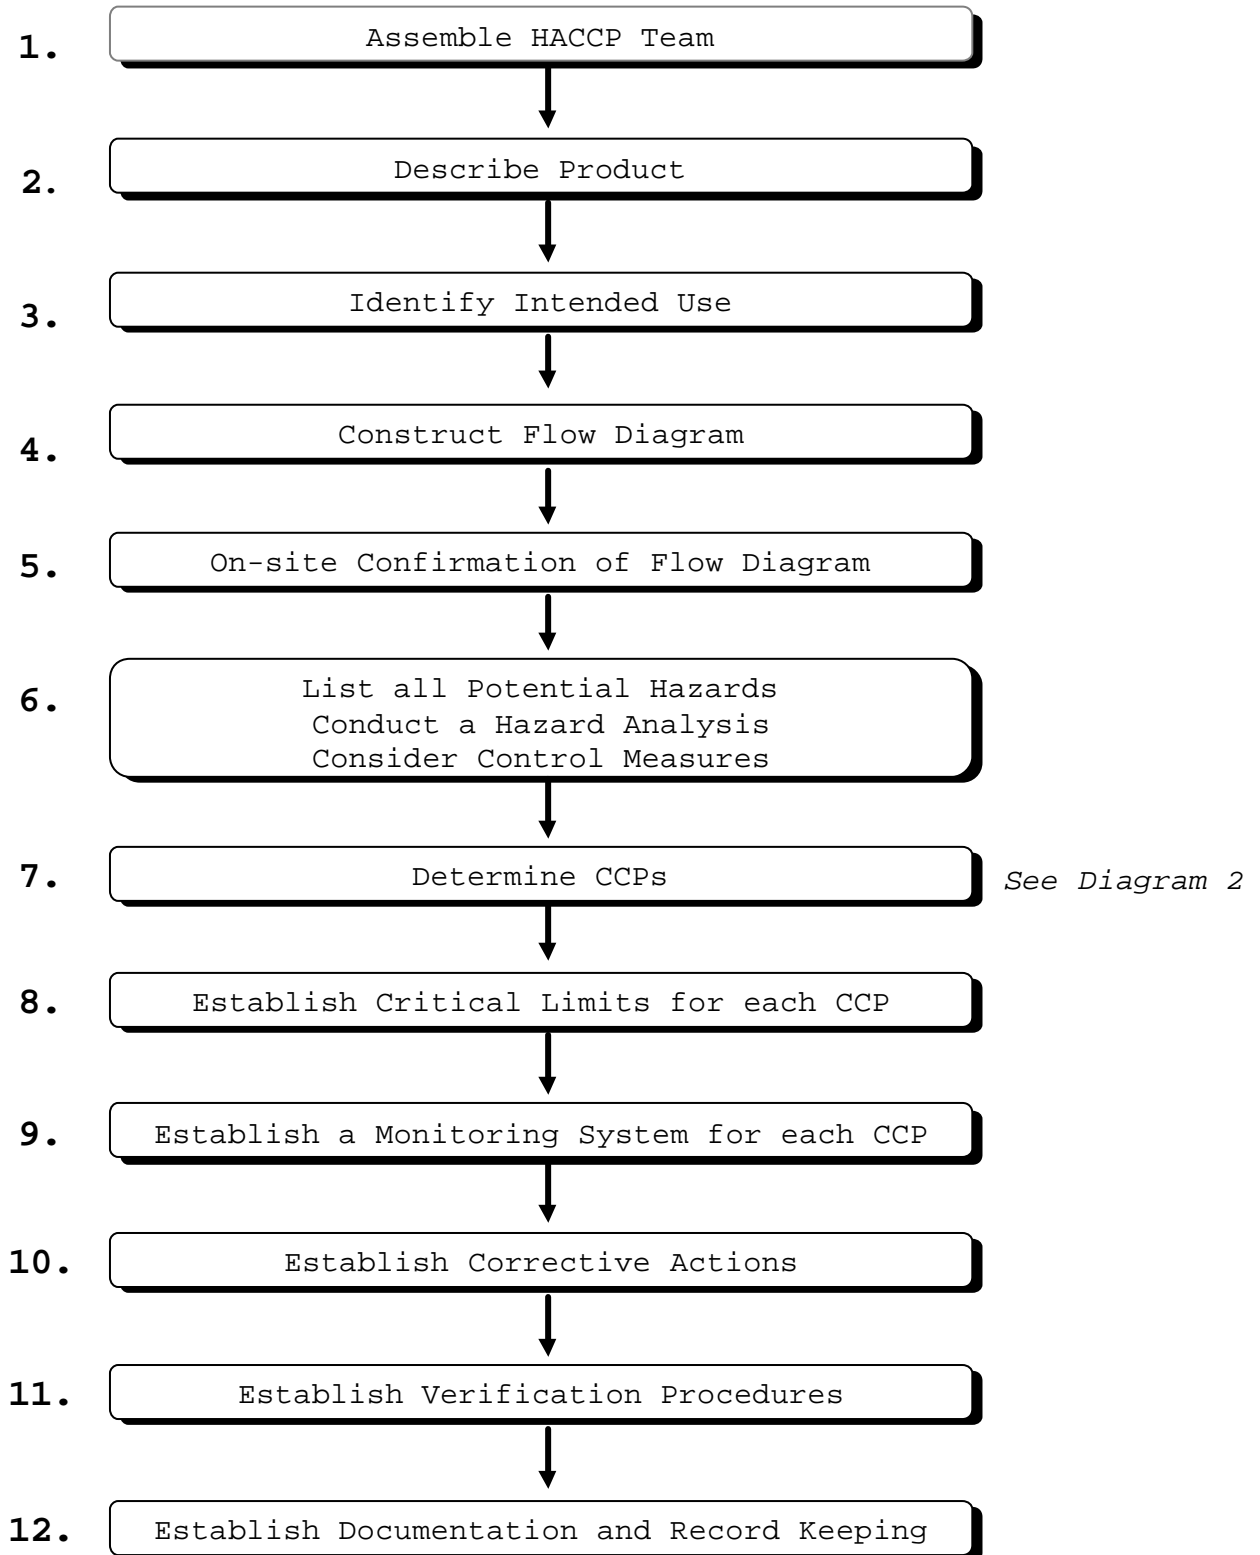 1. Assemble HACCP Team
2. Describe Product
3. Identify Intended Use
4. Construct Flow Diagram
5. On-site Confirmation of Flow Diagram
6. List all Potential Hazards
Conduct a Hazard Analysis
Consider Control Measures
7. Determine CCPs See Diagram 2
8. Establish Critical Limits for each CCP
9. Establish a Monitoring System for each CCP
10. Establish Corrective Actions
11. Establish Verification Procedures
12. Establish Documentation and Record Keeping